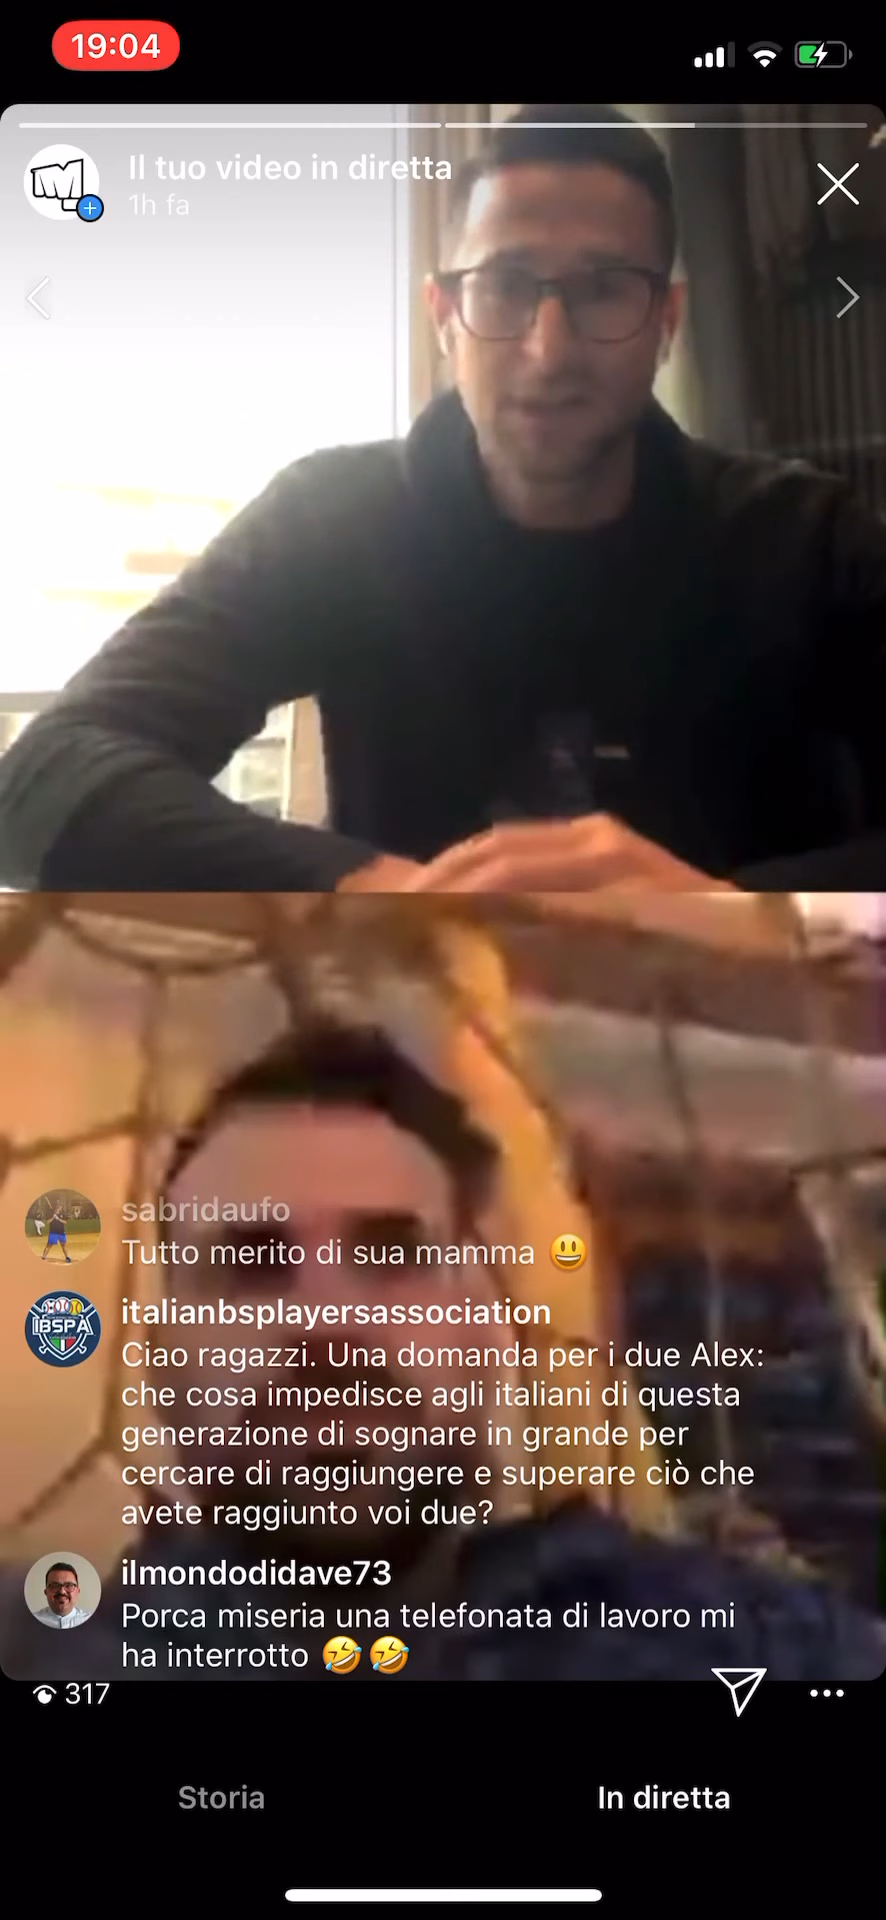 19:04
Il tuo video in diretta
1h fa
sabridaufo
Tutto merito di sua mamma 😃
IBSPA
italianbsplayersassociation
Ciao ragazzi. Una domanda per i due Alex:
che cosa impedisce agli italiani di questa
generazione di sognare in grande per
cercare di raggiungere e superare ciò che
avete raggiunto voi due?
ilmondodidave73
Porca miseria una telefonata di lavoro mi
ha interrotto 🤣🤣
317
Storia
In diretta